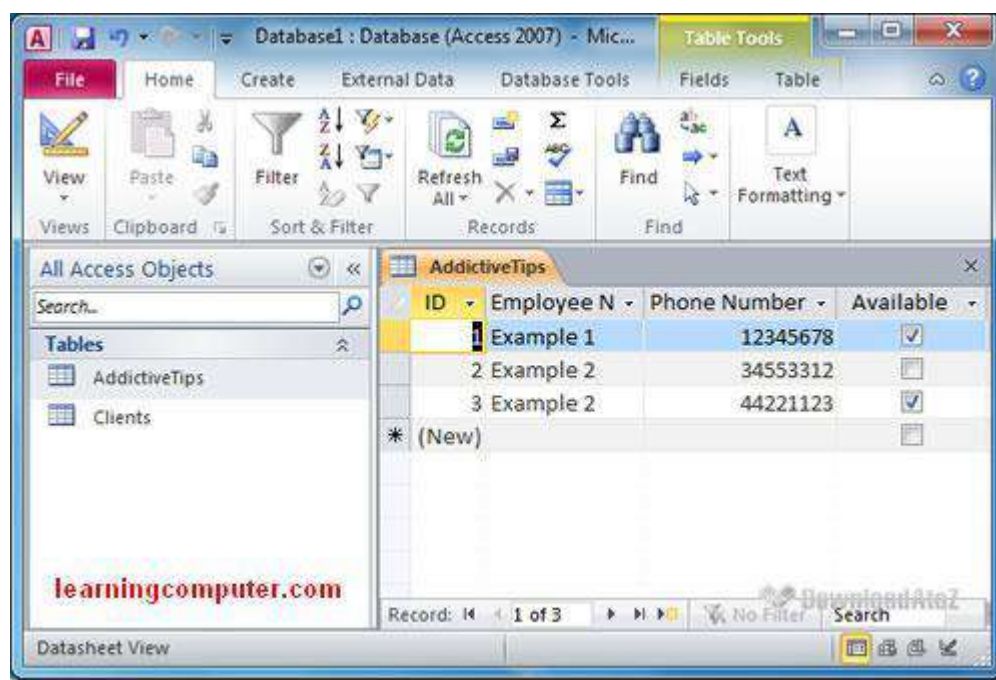 A Database1 : Database (Access 2007) - Mic... Table Tools
File Home Create External Data Database Tools Fields Table
View Paste Filter Refresh All Find A Text Formatting
Views Clipboard Sort & Filter Records Find
All Access Objects
Search...
Tables
AddictiveTips
Clients
AddictiveTips
ID Employee N Phone Number Available
1 Example 1 12345678
2 Example 2 34553312
3 Example 2 44221123
* (New)
learningcomputer.com
DownloadAtoZ
Record: 1 of 3 No Filter Search
Datasheet View